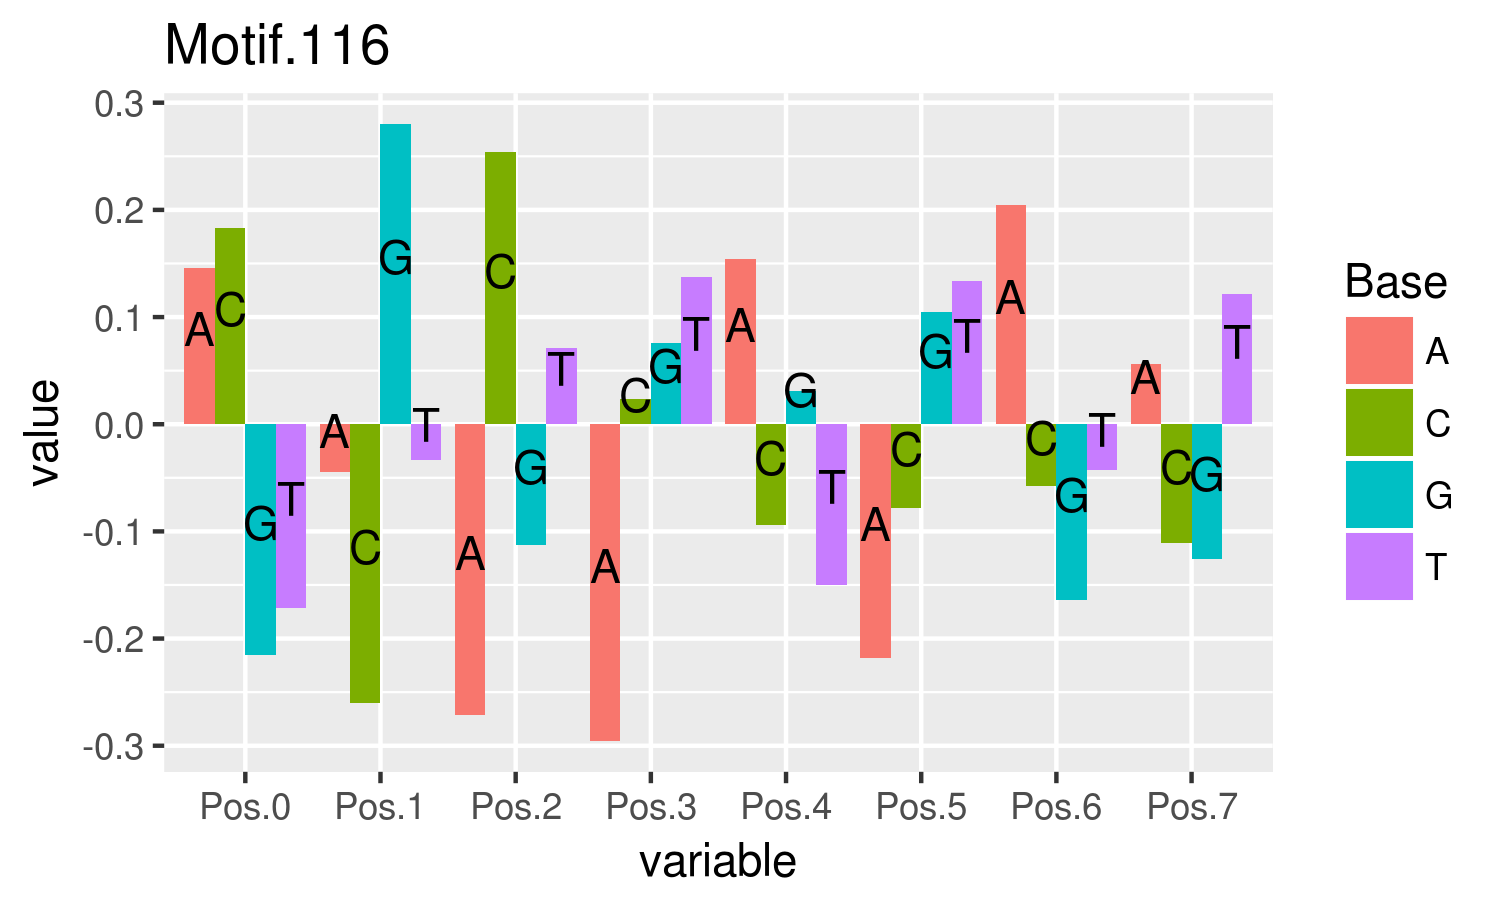 Motif.116
0.3
0.2
0.1
0.0
-0.1
-0.2
-0.3
value
A C G T A C G T A C G T A C G T A C G T A C G T A C G T A C G T
Pos.0 Pos.1 Pos.2 Pos.3 Pos.4 Pos.5 Pos.6 Pos.7
variable
Base
A
C
G
T